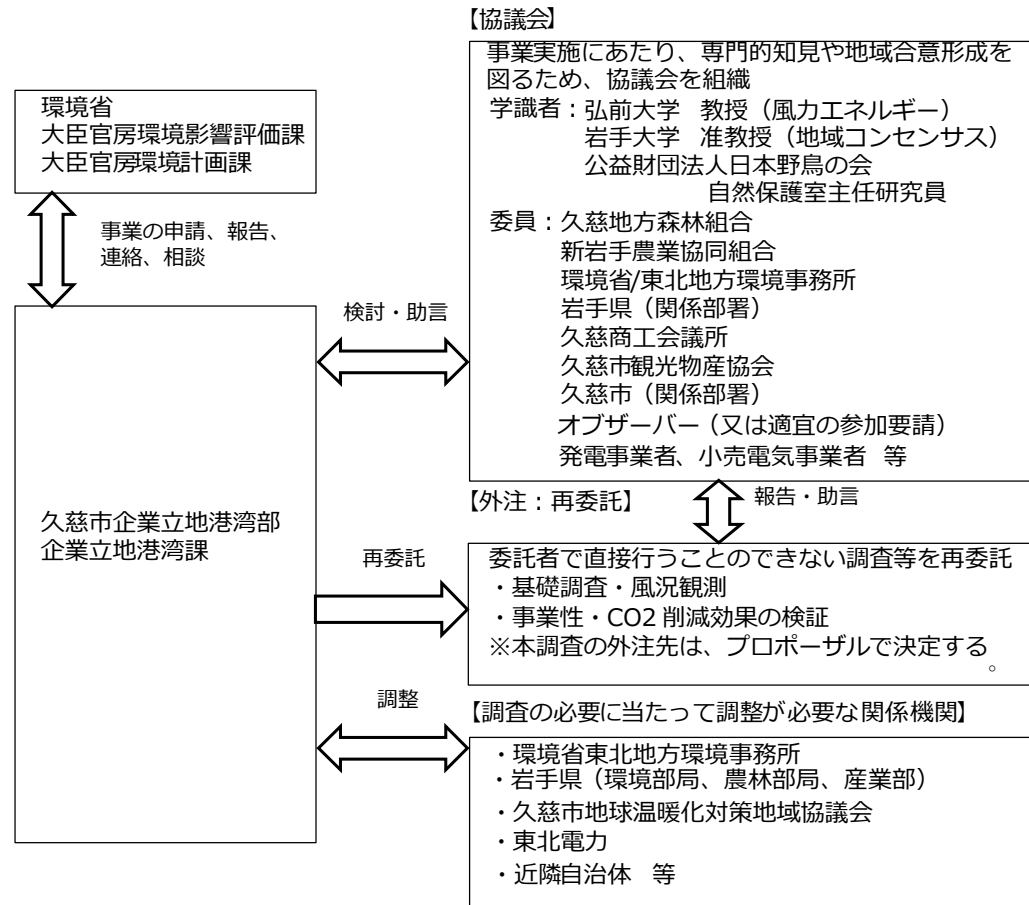 【協議会】
事業実施にあたり、専門的知見や地域合意形成を
図るため、協議会を組織
学識者：弘前大学　教授（風力エネルギー）
岩手大学　准教授（地域コンセンサス）
公益財団法人日本野鳥の会
自然保護室主任研究員
委員：久慈地方森林組合
新岩手農業協同組合
環境省/東北地方環境事務所
岩手県（関係部署）
久慈商工会議所
久慈市観光物産協会
久慈市（関係部署）
オブザーバー（又は適宜の参加要請）
発電事業者、小売電気事業者 等
環境省
大臣官房環境影響評価課
大臣官房環境計画課
事業の申請、報告、
連絡、相談
検討・助言
久慈市企業立地港湾部
企業立地港湾課
【外注：再委託】
報告・助言
再委託
委託者で直接行うことのできない調査等を再委託
・基礎調査・風況観測
・事業性・CO2 削減効果の検証
※本調査の外注先は、プロポーザルで決定する
。
調整
【調査の必要に当たって調整が必要な関係機関】
・環境省東北地方環境事務所
・岩手県（環境部局、農林部局、産業部）
・久慈市地球温暖化対策地域協議会
・東北電力
・近隣自治体　等